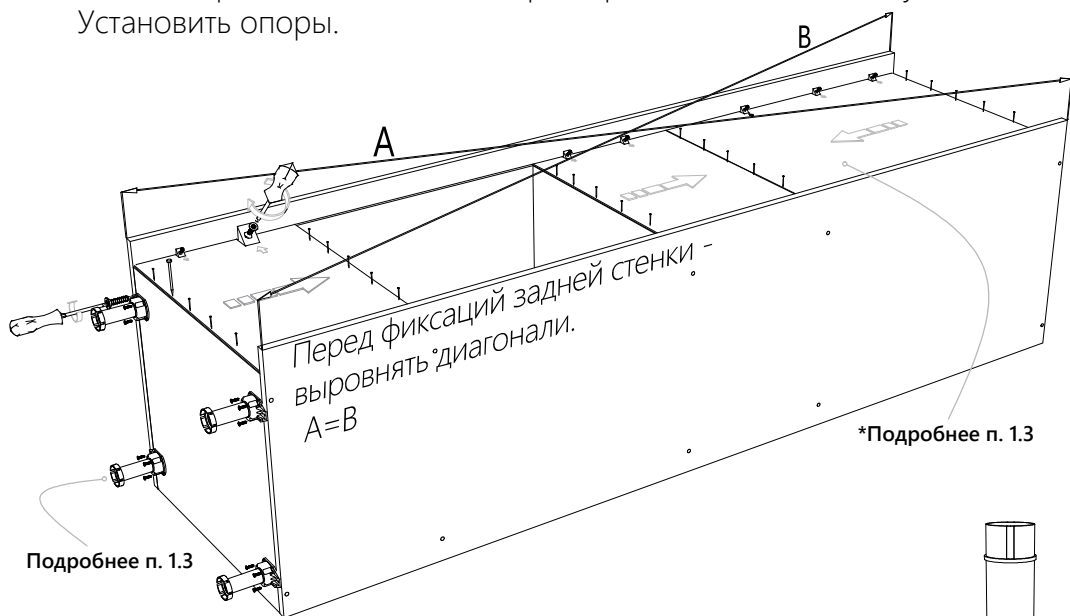 Установить опоры.
B
A
Перед фиксаций задней стенки -
выровнять диагонали.
A=B
*Подробнее п. 1.3
Подробнее п. 1.3